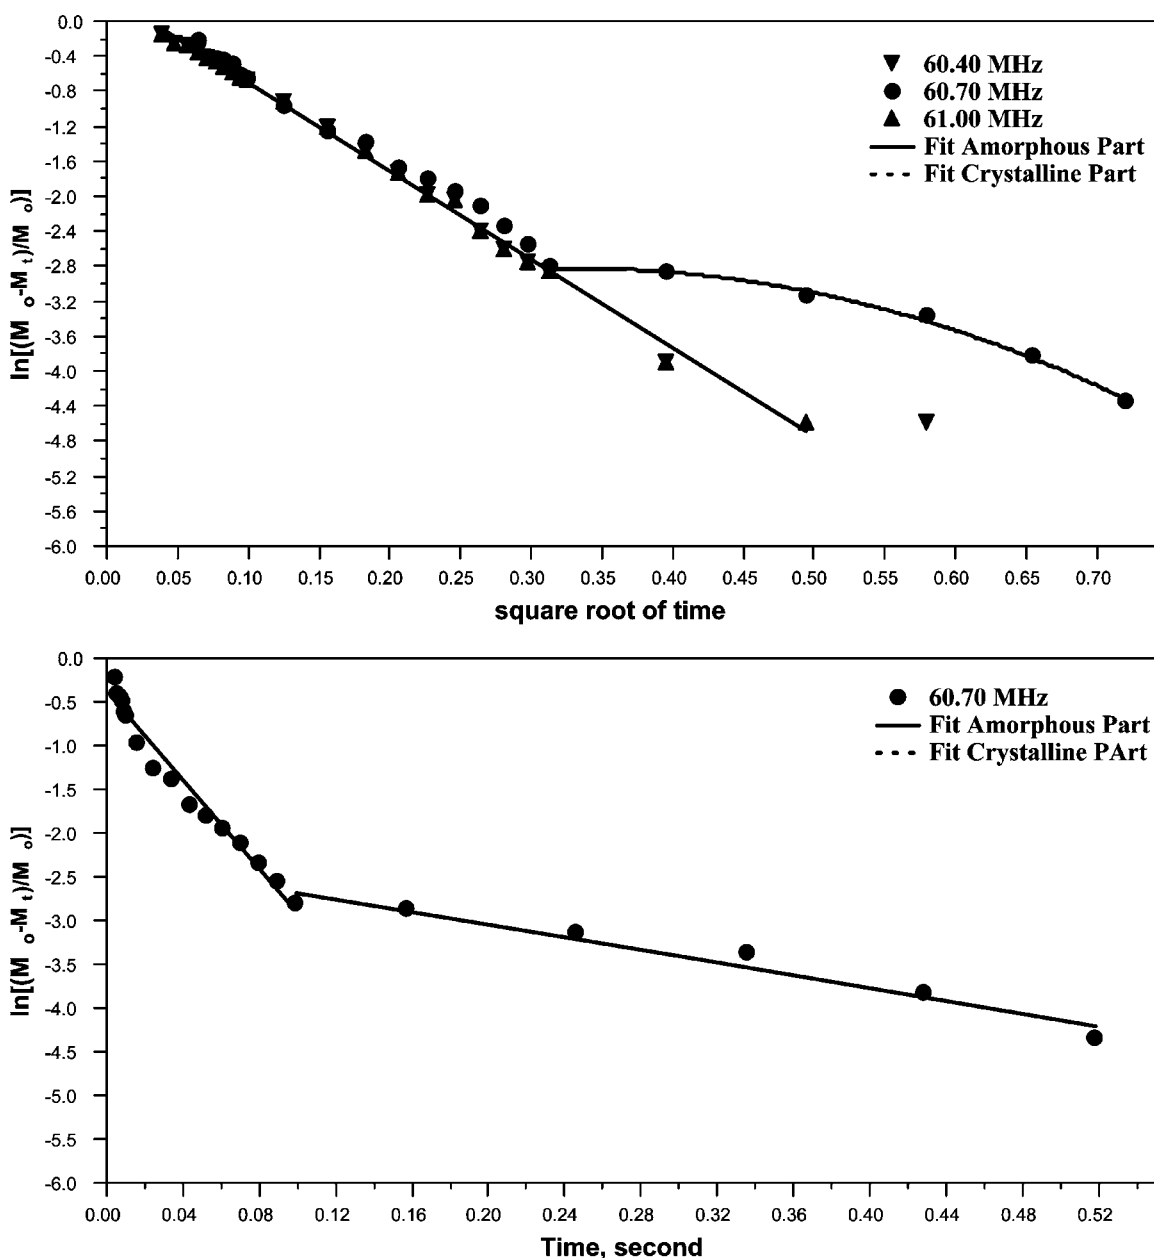 0.0
-0.4
-0.8
-1.2
-1.6
-2.0
-2.4
-2.8
-3.2
-3.6
-4.0
-4.4
-4.8
-5.2
-5.6
-6.0
ln[(M o-M t)/M o)]
60.40 MHz
60.70 MHz
61.00 MHz
Fit Amorphous Part
Fit Crystalline Part
0.00 0.05 0.10 0.15 0.20 0.25 0.30 0.35 0.40 0.45 0.50 0.55 0.60 0.65 0.70
square root of time
0.0
-0.5
-1.0
-1.5
-2.0
-2.5
-3.0
-3.5
-4.0
-4.5
-5.0
-5.5
-6.0
ln[(M o-M t)/M o)]
60.70 MHz
Fit Amorphous Part
Fit Crystalline PArt
0.00 0.04 0.08 0.12 0.16 0.20 0.24 0.28 0.32 0.36 0.40 0.44 0.48 0.52
Time, second